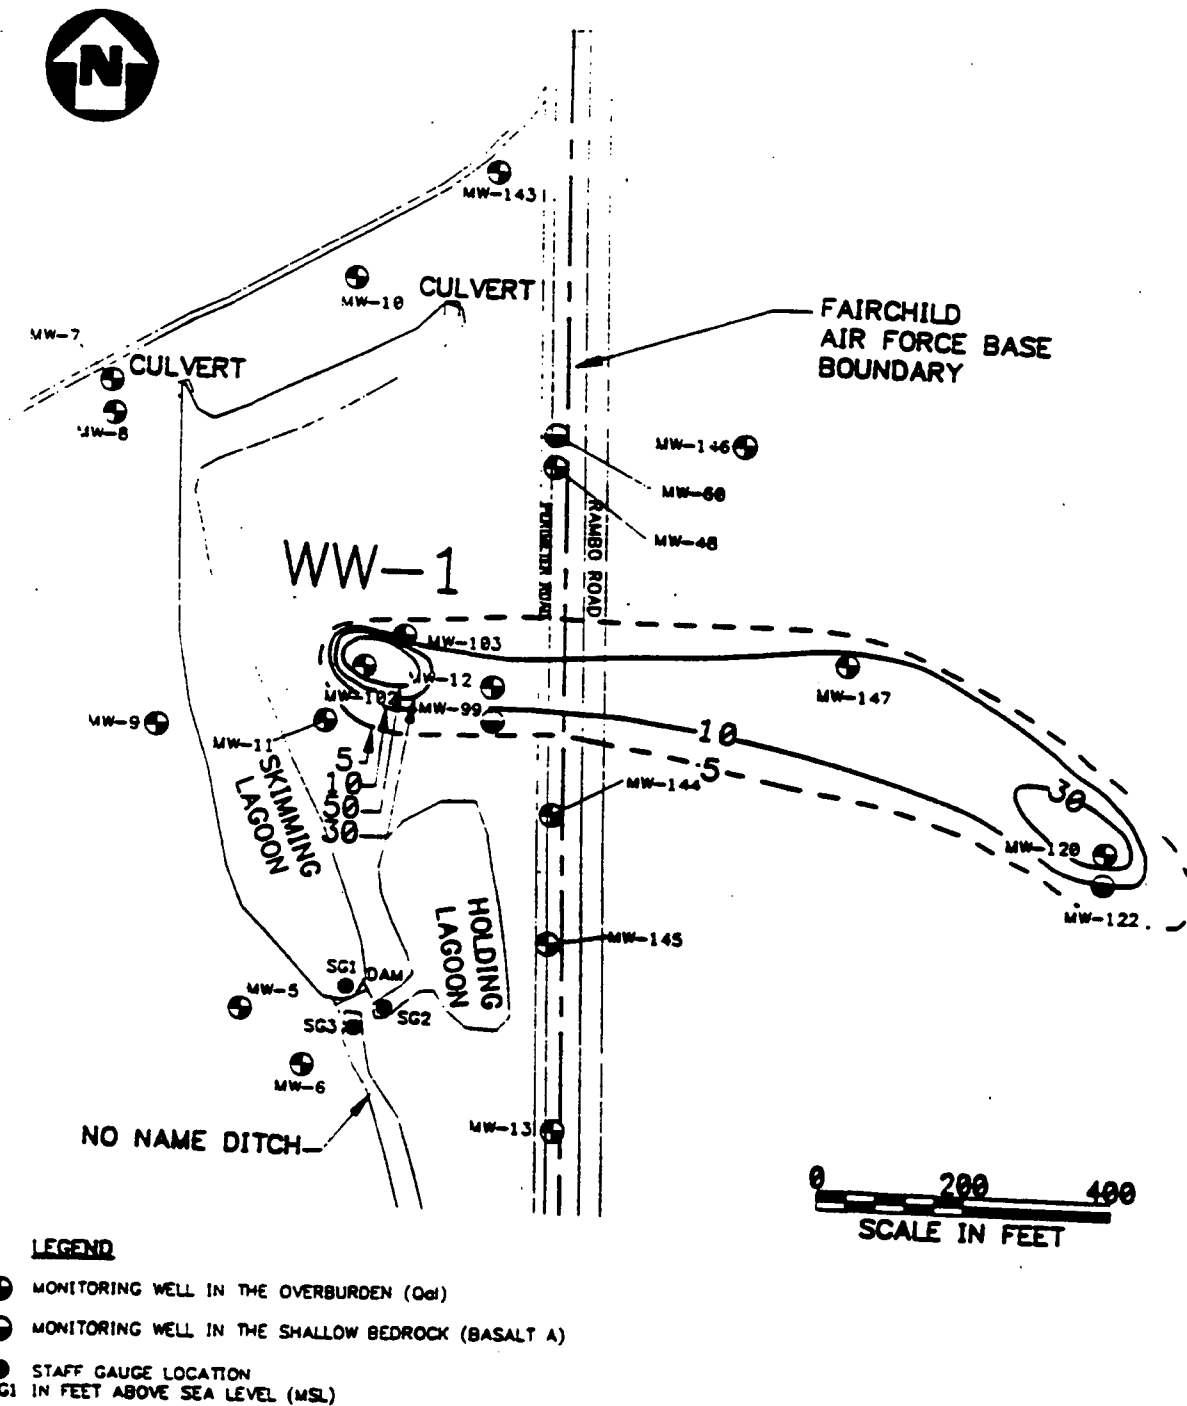 N
MW-143
MW-10
CULVERT
MW-7
CULVERT
MW-8
FAIRCHILD
AIR FORCE BASE
BOUNDARY
MW-146
MW-60
MW-48
PERIMETER ROAD
RAMBO ROAD
WW-1
MW-103
MW-12
MW-102
MW-99
MW-147
MW-9
MW-11
10
5
5
10
50
30
SKIMMING
LAGOON
MW-144
30
MW-120
MW-122
HOLDING
LAGOON
MW-145
SG1
DAM
MW-5
SG2
SG3
MW-6
NO NAME DITCH
MW-13
0 200 400
SCALE IN FEET
LEGEND
MONITORING WELL IN THE OVERBURDEN (Qal)
MONITORING WELL IN THE SHALLOW BEDROCK (BASALT A)
STAFF GAUGE LOCATION
G1 IN FEET ABOVE SEA LEVEL (MSL)